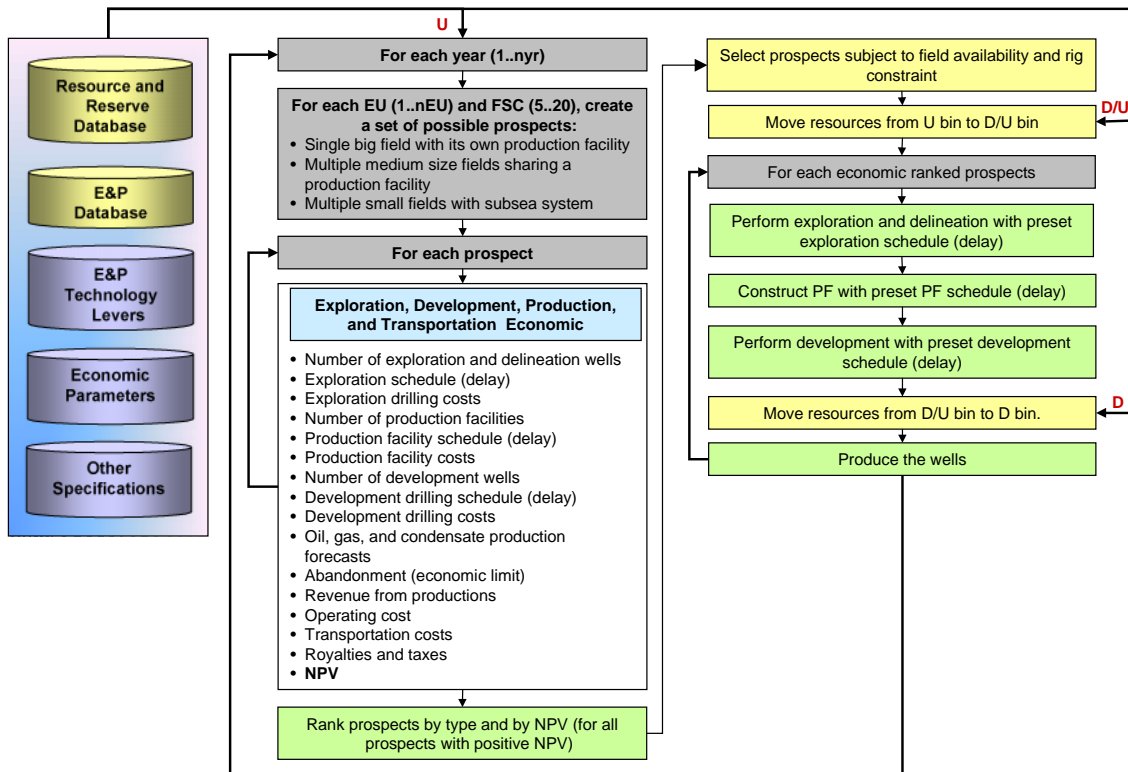 U
Resource and
Reserve
Database
E&P
Database
E&P
Technology
Levers
Economic
Parameters
Other
Specifications
For each year (1..nyr)
For each EU (1..nEU) and FSC (5..20), create
a set of possible prospects:
• Single big field with its own production facility
• Multiple medium size fields sharing a
production facility
• Multiple small fields with subsea system
For each prospect
Exploration, Development, Production,
and Transportation Economic
• Number of exploration and delineation wells
• Exploration schedule (delay)
• Exploration drilling costs
• Number of production facilities
• Production facility schedule (delay)
• Production facility costs
• Number of development wells
• Development drilling schedule (delay)
• Development drilling costs
• Oil, gas, and condensate production
forecasts
• Abandonment (economic limit)
• Revenue from productions
• Operating cost
• Transportation costs
• Royalties and taxes
• NPV
Rank prospects by type and by NPV (for all
prospects with positive NPV)
Select prospects subject to field availability and rig
constraint
D/U
Move resources from U bin to D/U bin
For each economic ranked prospects
Perform exploration and delineation with preset
exploration schedule (delay)
Construct PF with preset PF schedule (delay)
Perform development with preset development
schedule (delay)
D
Move resources from D/U bin to D bin.
Produce the wells